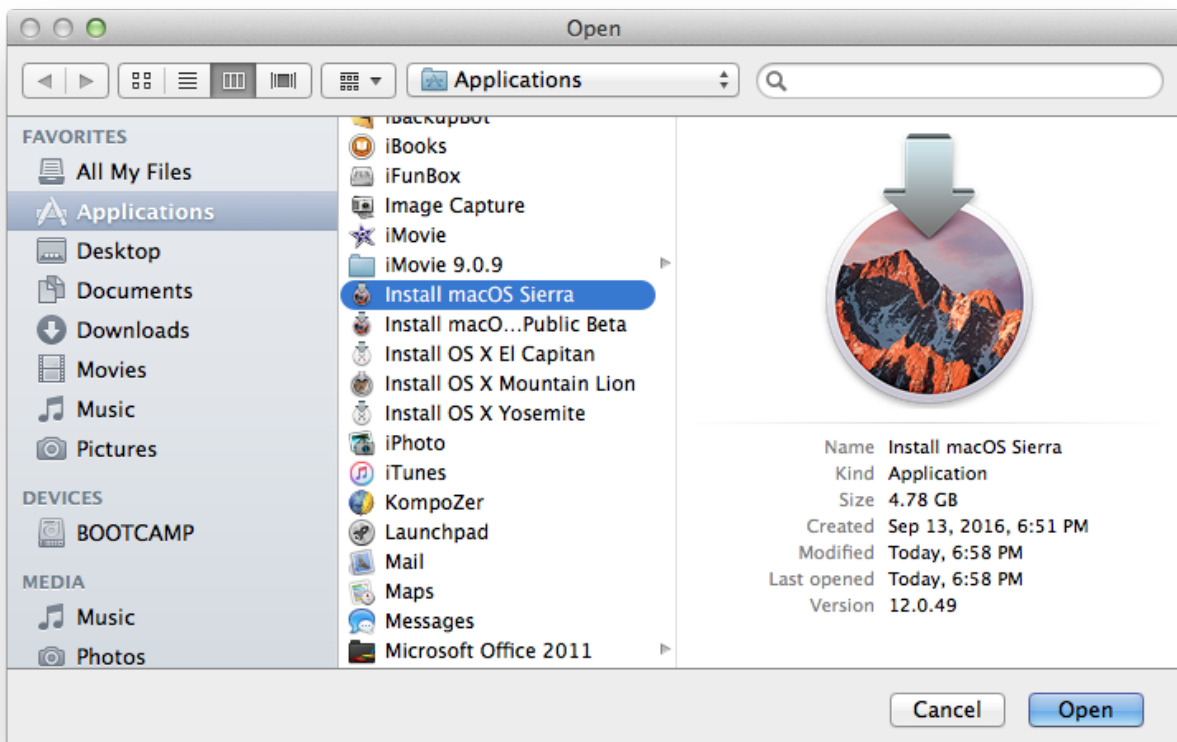 Open
Applications
FAVORITES
All My Files
Applications
Desktop
Documents
Downloads
Movies
Music
Pictures
DEVICES
BOOTCAMP
MEDIA
Music
Photos
iBackupBot
iBooks
iFunBox
Image Capture
iMovie
iMovie 9.0.9
Install macOS Sierra
Install macO...Public Beta
Install OS X El Capitan
Install OS X Mountain Lion
Install OS X Yosemite
iPhoto
iTunes
KompoZer
Launchpad
Mail
Maps
Messages
Microsoft Office 2011
Name Install macOS Sierra
Kind Application
Size 4.78 GB
Created Sep 13, 2016, 6:51 PM
Modified Today, 6:58 PM
Last opened Today, 6:58 PM
Version 12.0.49
Cancel
Open